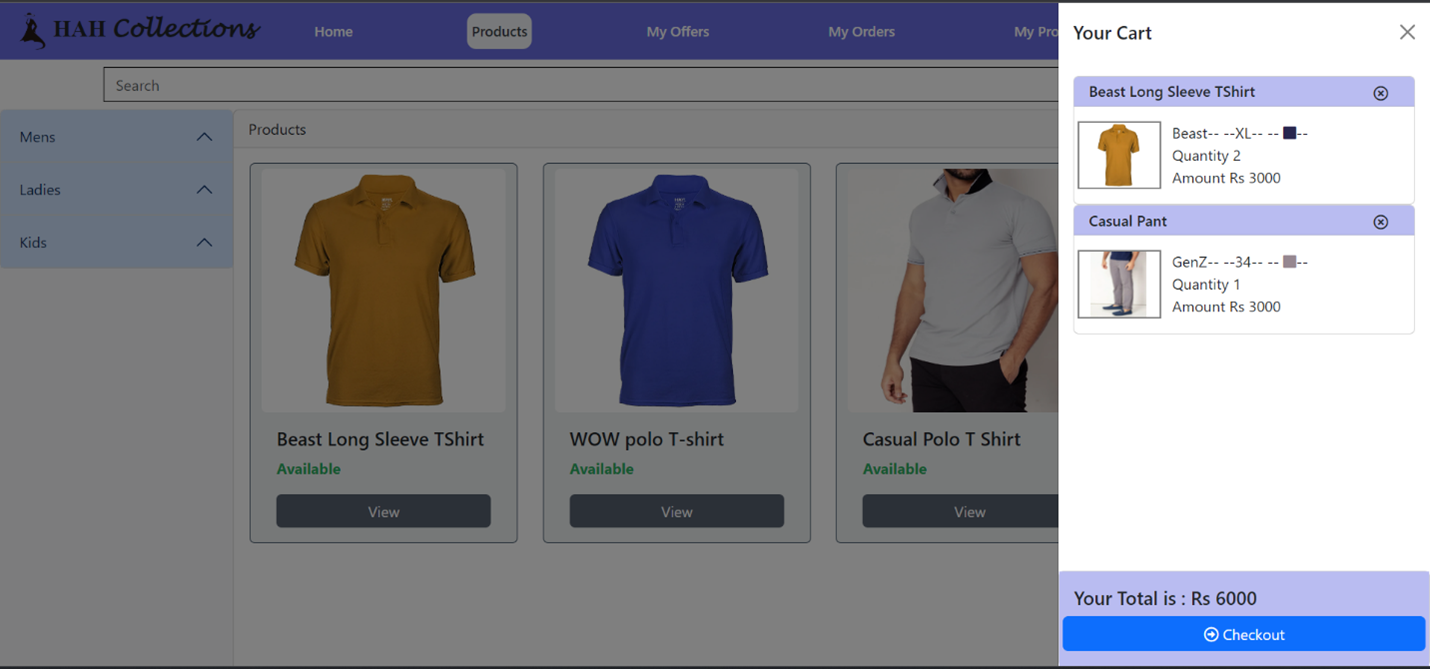 HAH Collections
Home
Products
My Offers
My Orders
My Pro
Search
Mens
Ladies
Kids
Products
Beast Long Sleeve TShirt
Available
View
WOW polo T-shirt
Available
View
Casual Polo T Shirt
Available
View
Your Cart
Beast Long Sleeve TShirt
Beast-- --XL-- -- --
Quantity 2
Amount Rs 3000
Casual Pant
GenZ-- --34-- -- --
Quantity 1
Amount Rs 3000
Your Total is : Rs 6000
Checkout